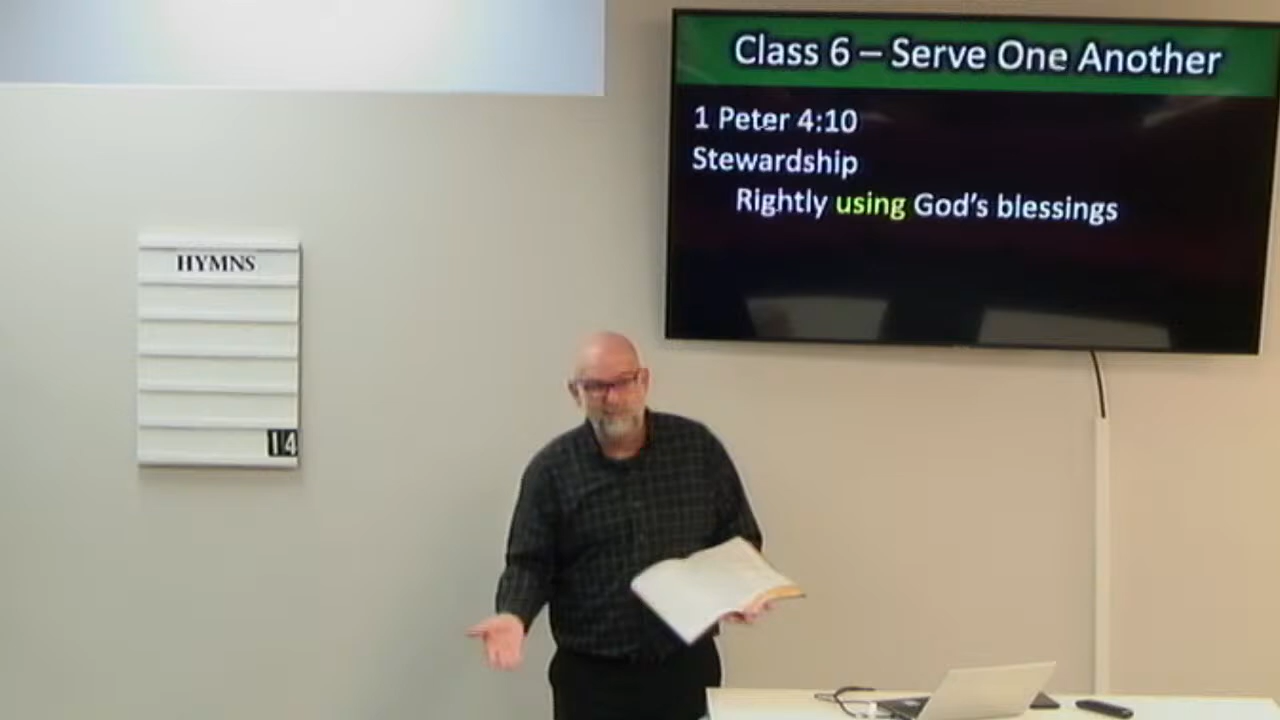 Class 6 – Serve One Another
1 Peter 4:10
Stewardship
Rightly using God's blessings
HYMNS
14